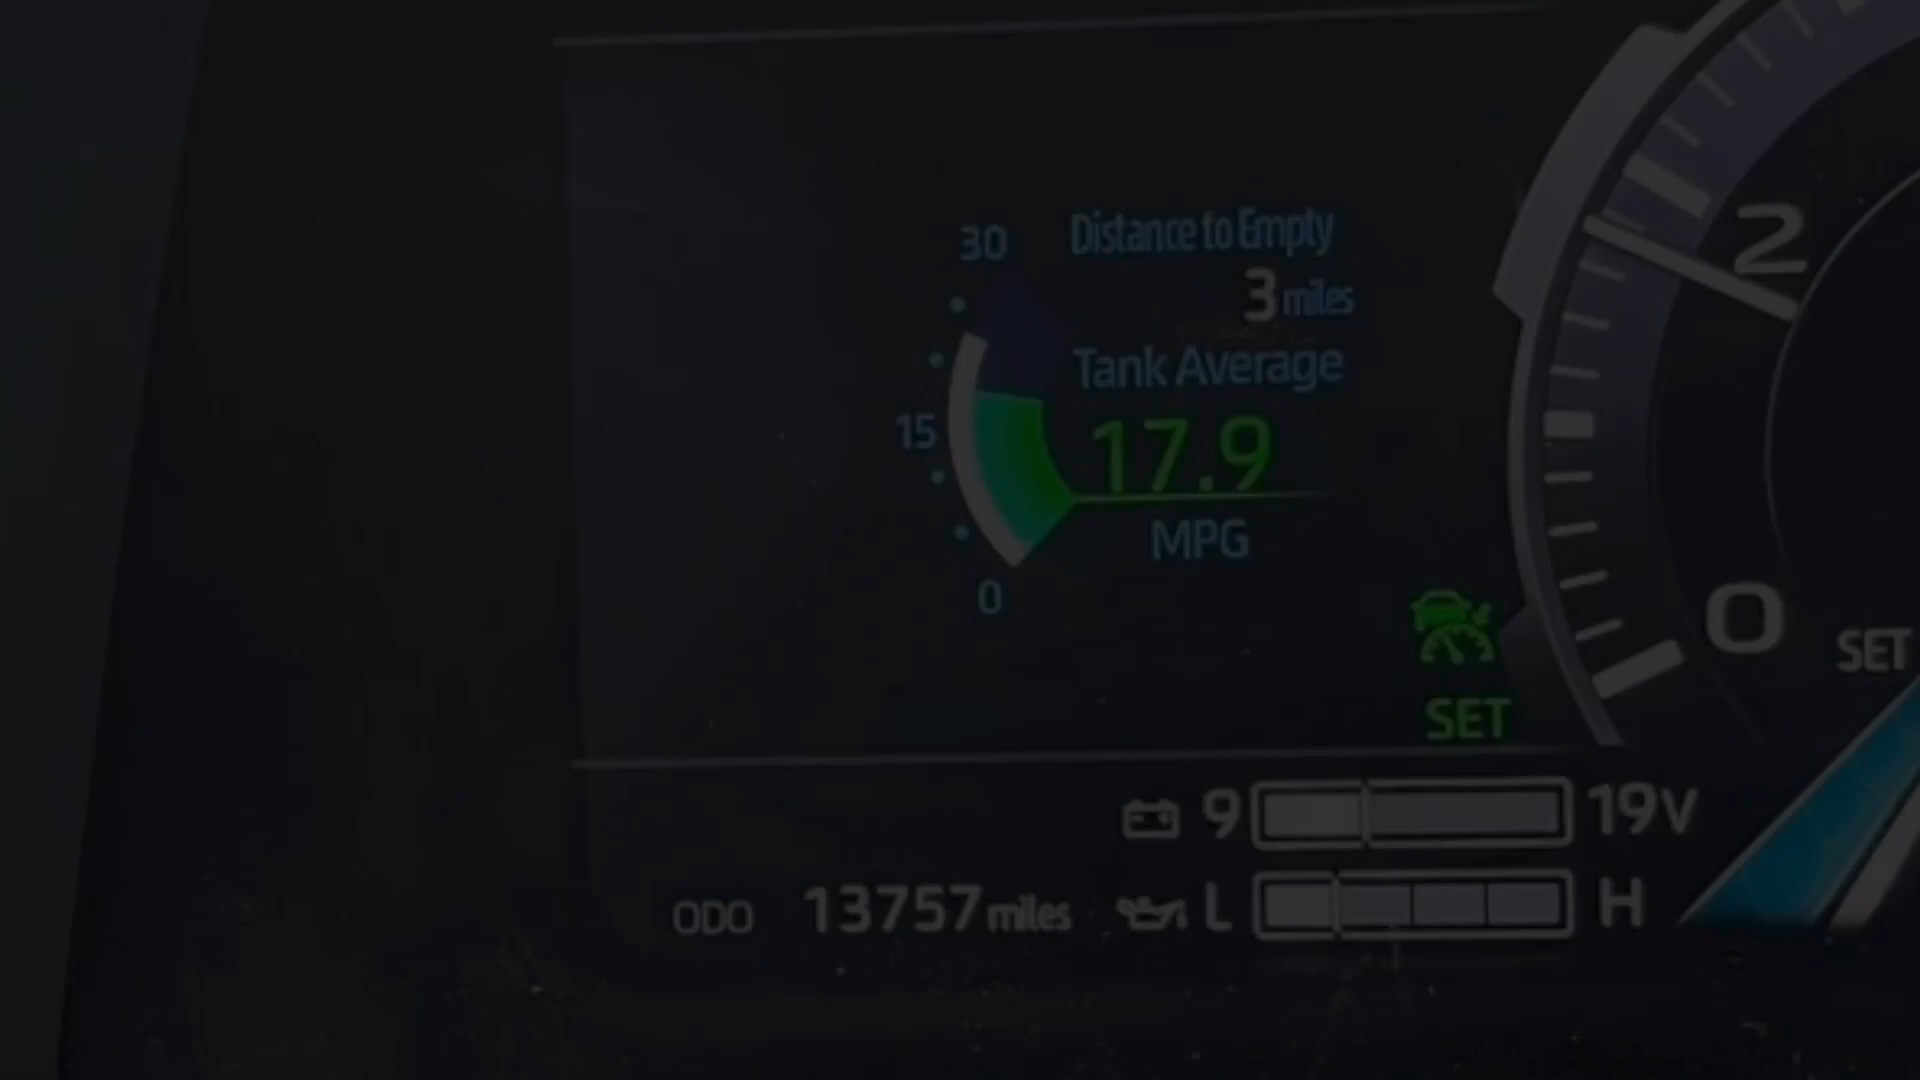 30
Distance to Empty
3 miles
Tank Average
15
17.9
MPG
0
2
0
SET
SET
9
19V
ODO 13757 miles
L
H